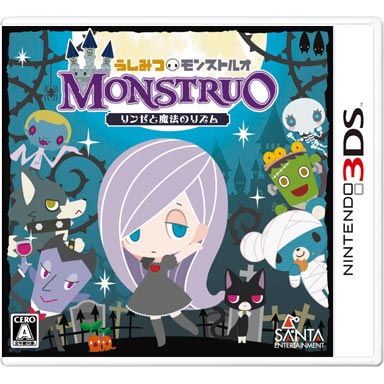 うしみつモンストルオ
MONSTRUO
リンゼと魔法のリズム
NINTENDO 3DS
CERO
A
SANTA
ENTERTAINMENT